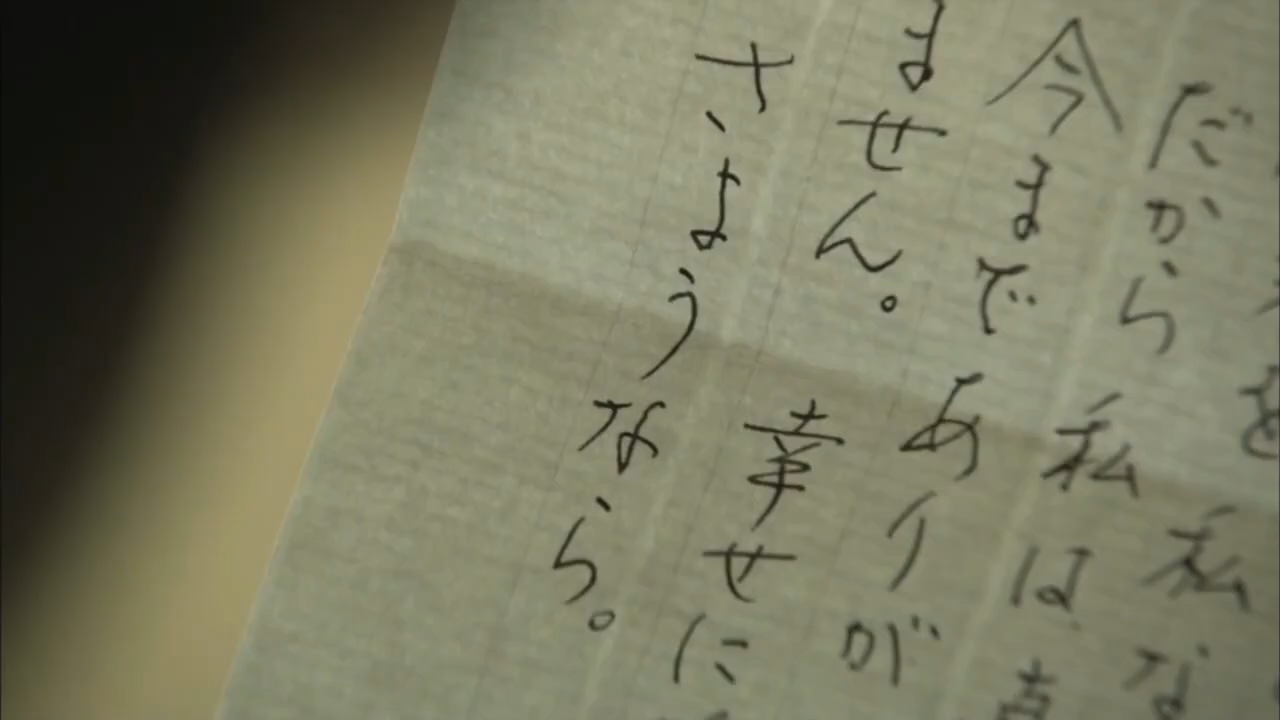 を 私な
だから 私は
今まで ありが
ません。 幸せに
さようなら。